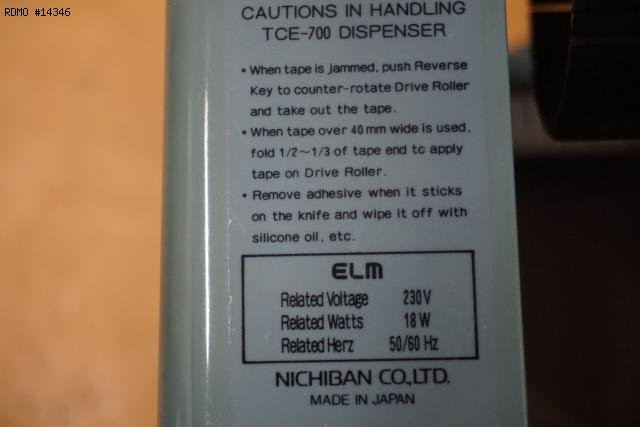 RDMO #14346
CAUTIONS IN HANDLING
TCE-700 DISPENSER
• When tape is jammed, push Reverse
Key to counter-rotate Drive Roller
and take out the tape.
• When tape over 40 mm wide is used,
fold 1/2~1/3 of tape end to apply
tape on Drive Roller.
• Remove adhesive when it sticks
on the knife and wipe it off with
silicone oil, etc.
ELM
Related Voltage 230V
Related Watts 18 W
Related Herz 50/60 Hz
NICHIBAN CO.,LTD.
MADE IN JAPAN